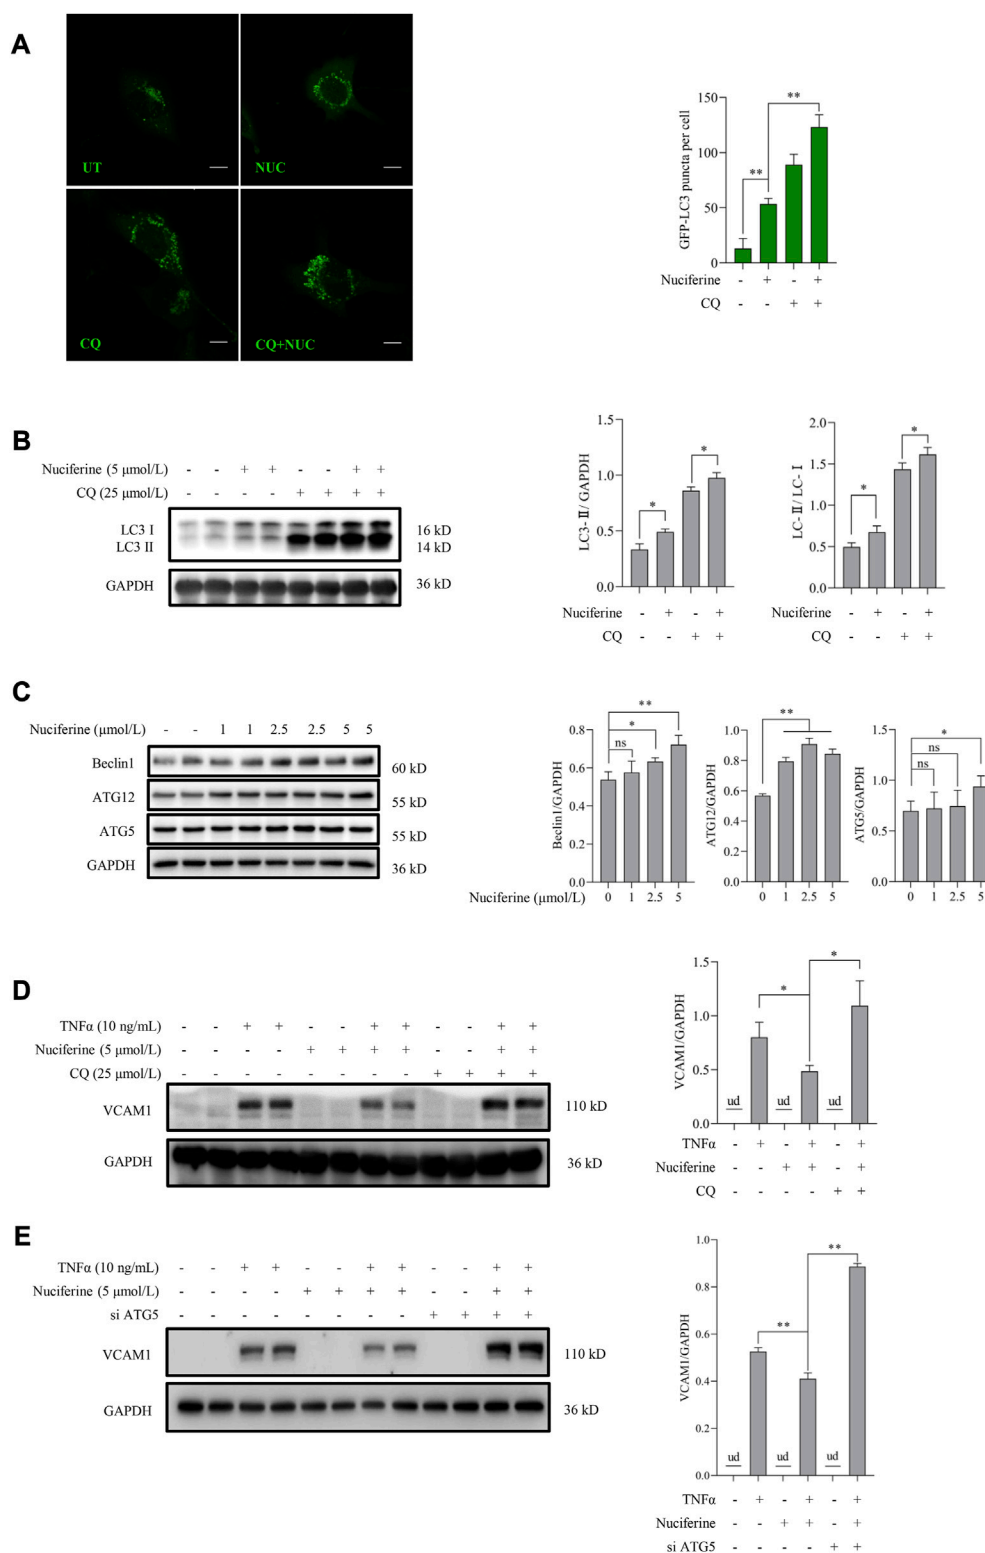 A
UT
NUC
CQ
CQ+NUC
GFP-LC3 puncta per cell
150
100
50
0
**
**
Nuciferine - + - +
CQ - - + +
B
Nuciferine (5 μmol/L) - - + + - - + +
CQ (25 μmol/L) - - - - + + + +
LC3 I
LC3 II
GAPDH
16 kD
14 kD
36 kD
LC3-Ⅱ/ GAPDH
1.5
1.0
0.5
0.0
*
*
Nuciferine - + - +
CQ - - + +
LC-Ⅱ/ LC-Ⅰ
2.0
1.5
1.0
0.5
0.0
*
*
- + - +
- - + +
C
Nuciferine (μmol/L) - - 1 1 2.5 2.5 5 5
Beclin1 60 kD
ATG12 55 kD
ATG5 55 kD
GAPDH 36 kD
Beclin1/GAPDH
0.8
0.6
0.4
0.2
0.0
**
*
ns
Nuciferine (μmol/L) 0 1 2.5 5
ATG12/GAPDH
1.0
0.8
0.6
0.4
0.2
0.0
**
0 1 2.5 5
ATG5/GAPDH
1.5
1.0
0.5
0.0
*
ns
ns
0 1 2.5 5
D
TNFα (10 ng/mL) - - + + - - + + - - + +
Nuciferine (5 μmol/L) - - - - + + + + - - + +
CQ (25 μmol/L) - - - - - - - - + + + +
VCAM1 110 kD
GAPDH 36 kD
VCAM1/GAPDH
1.5
1.0
0.5
0.0
*
*
ud ud ud
TNFα - + - + - +
Nuciferine - - + + - +
CQ - - - - + +
E
TNFα (10 ng/mL) - - + + - - + + - - + +
Nuciferine (5 μmol/L) - - - - + + + + - - + +
si ATG5 - - - - - - - - + + + +
VCAM1 110 kD
GAPDH 36 kD
VCAM1/GAPDH
1.0
0.8
0.6
0.4
0.2
0.0
**
**
ud ud ud
TNFα - + - + - +
Nuciferine - - + + - +
si ATG5 - - - - + +